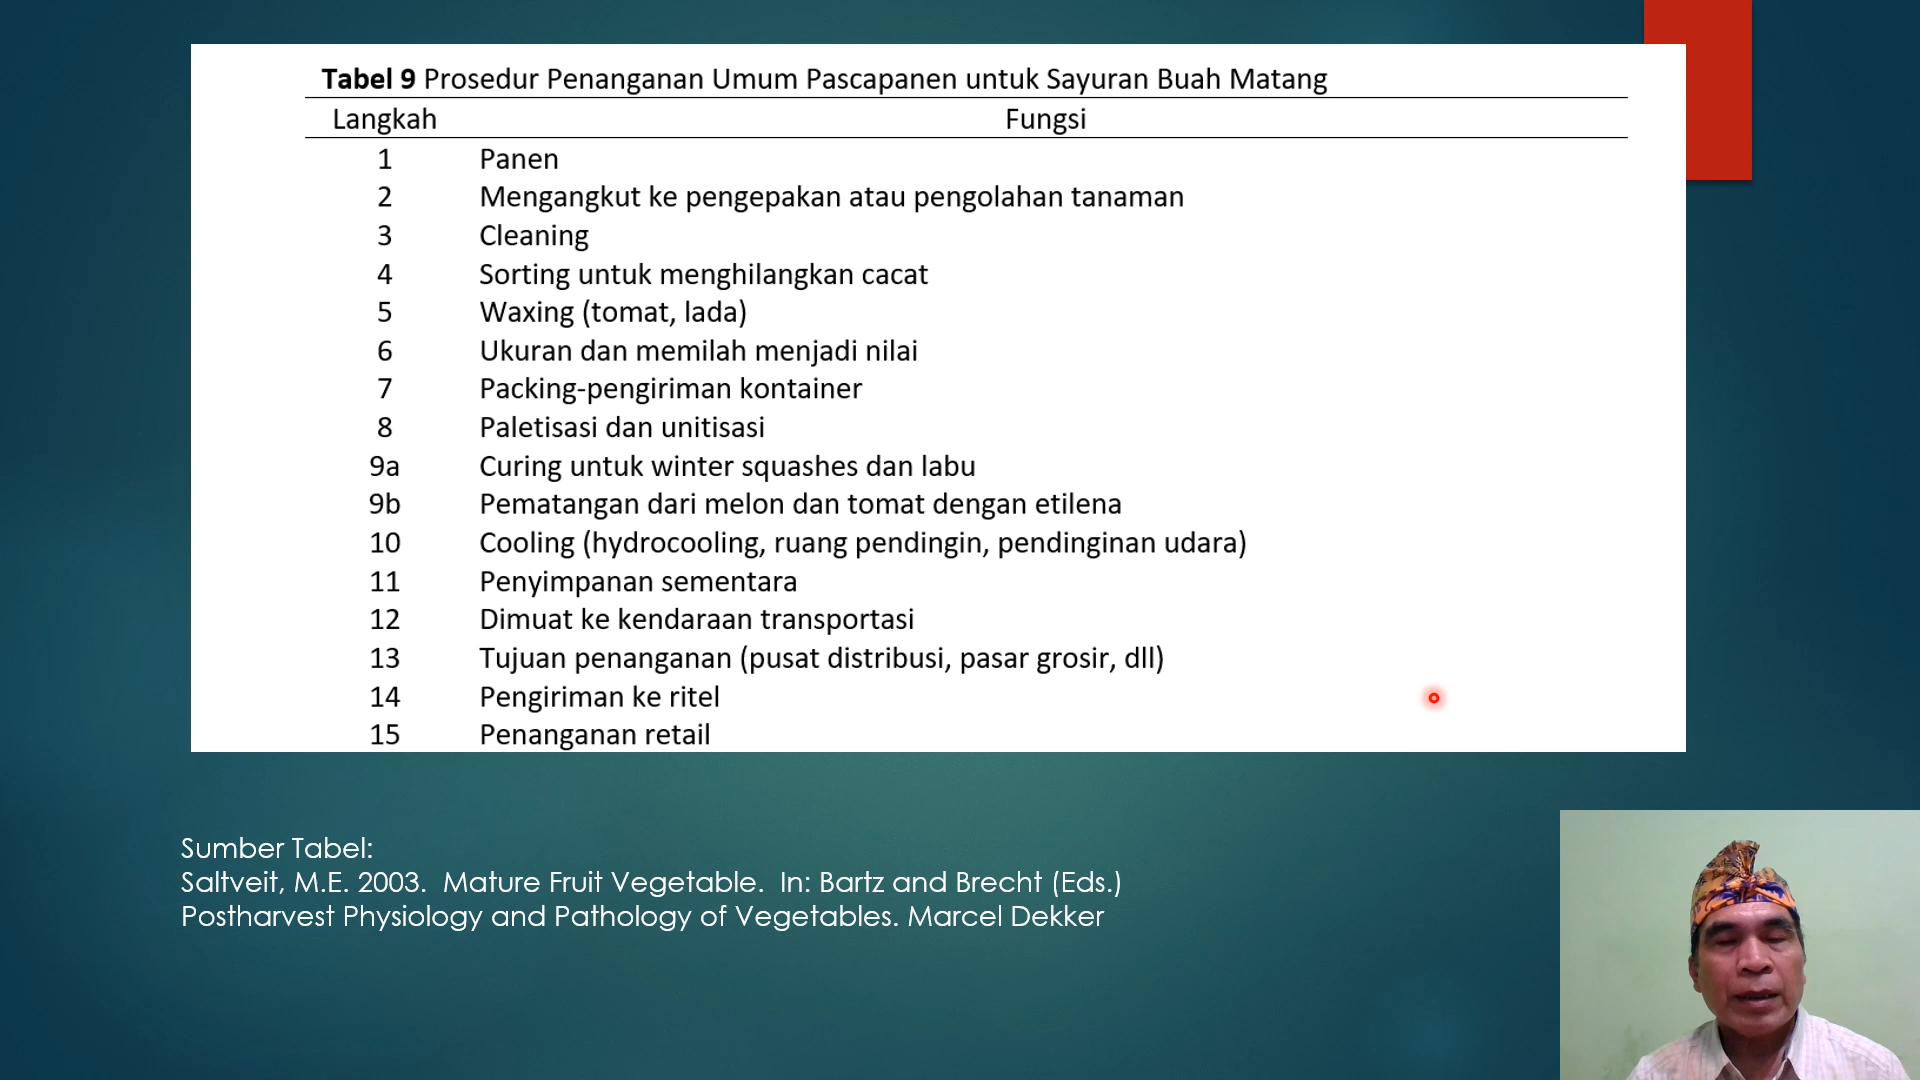 Tabel 9 Prosedur Penanganan Umum Pascapanen untuk Sayuran Buah Matang
Langkah Fungsi
1 Panen
2 Mengangkut ke pengepakan atau pengolahan tanaman
3 Cleaning
4 Sorting untuk menghilangkan cacat
5 Waxing (tomat, lada)
6 Ukuran dan memilah menjadi nilai
7 Packing-pengiriman kontainer
8 Paletisasi dan unitisasi
9a Curing untuk winter squashes dan labu
9b Pematangan dari melon dan tomat dengan etilena
10 Cooling (hydrocooling, ruang pendingin, pendinginan udara)
11 Penyimpanan sementara
12 Dimuat ke kendaraan transportasi
13 Tujuan penanganan (pusat distribusi, pasar grosir, dll)
14 Pengiriman ke ritel
15 Penanganan retail
Sumber Tabel:
Saltveit, M.E. 2003. Mature Fruit Vegetable. In: Bartz and Brecht (Eds.)
Postharvest Physiology and Pathology of Vegetables. Marcel Dekker